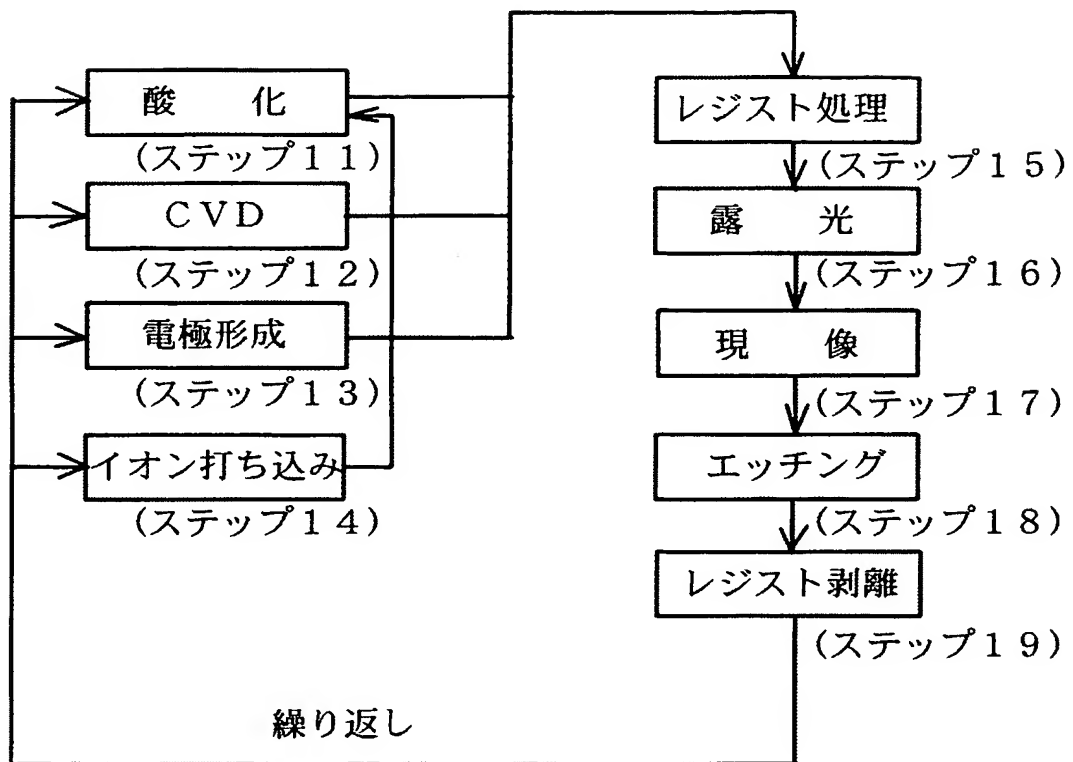 酸　化
(ステップ11)
CVD
(ステップ12)
電極形成
(ステップ13)
イオン打ち込み
(ステップ14)
レジスト処理
(ステップ15)
露　光
(ステップ16)
現　像
(ステップ17)
エッチング
(ステップ18)
レジスト剥離
(ステップ19)
繰り返し